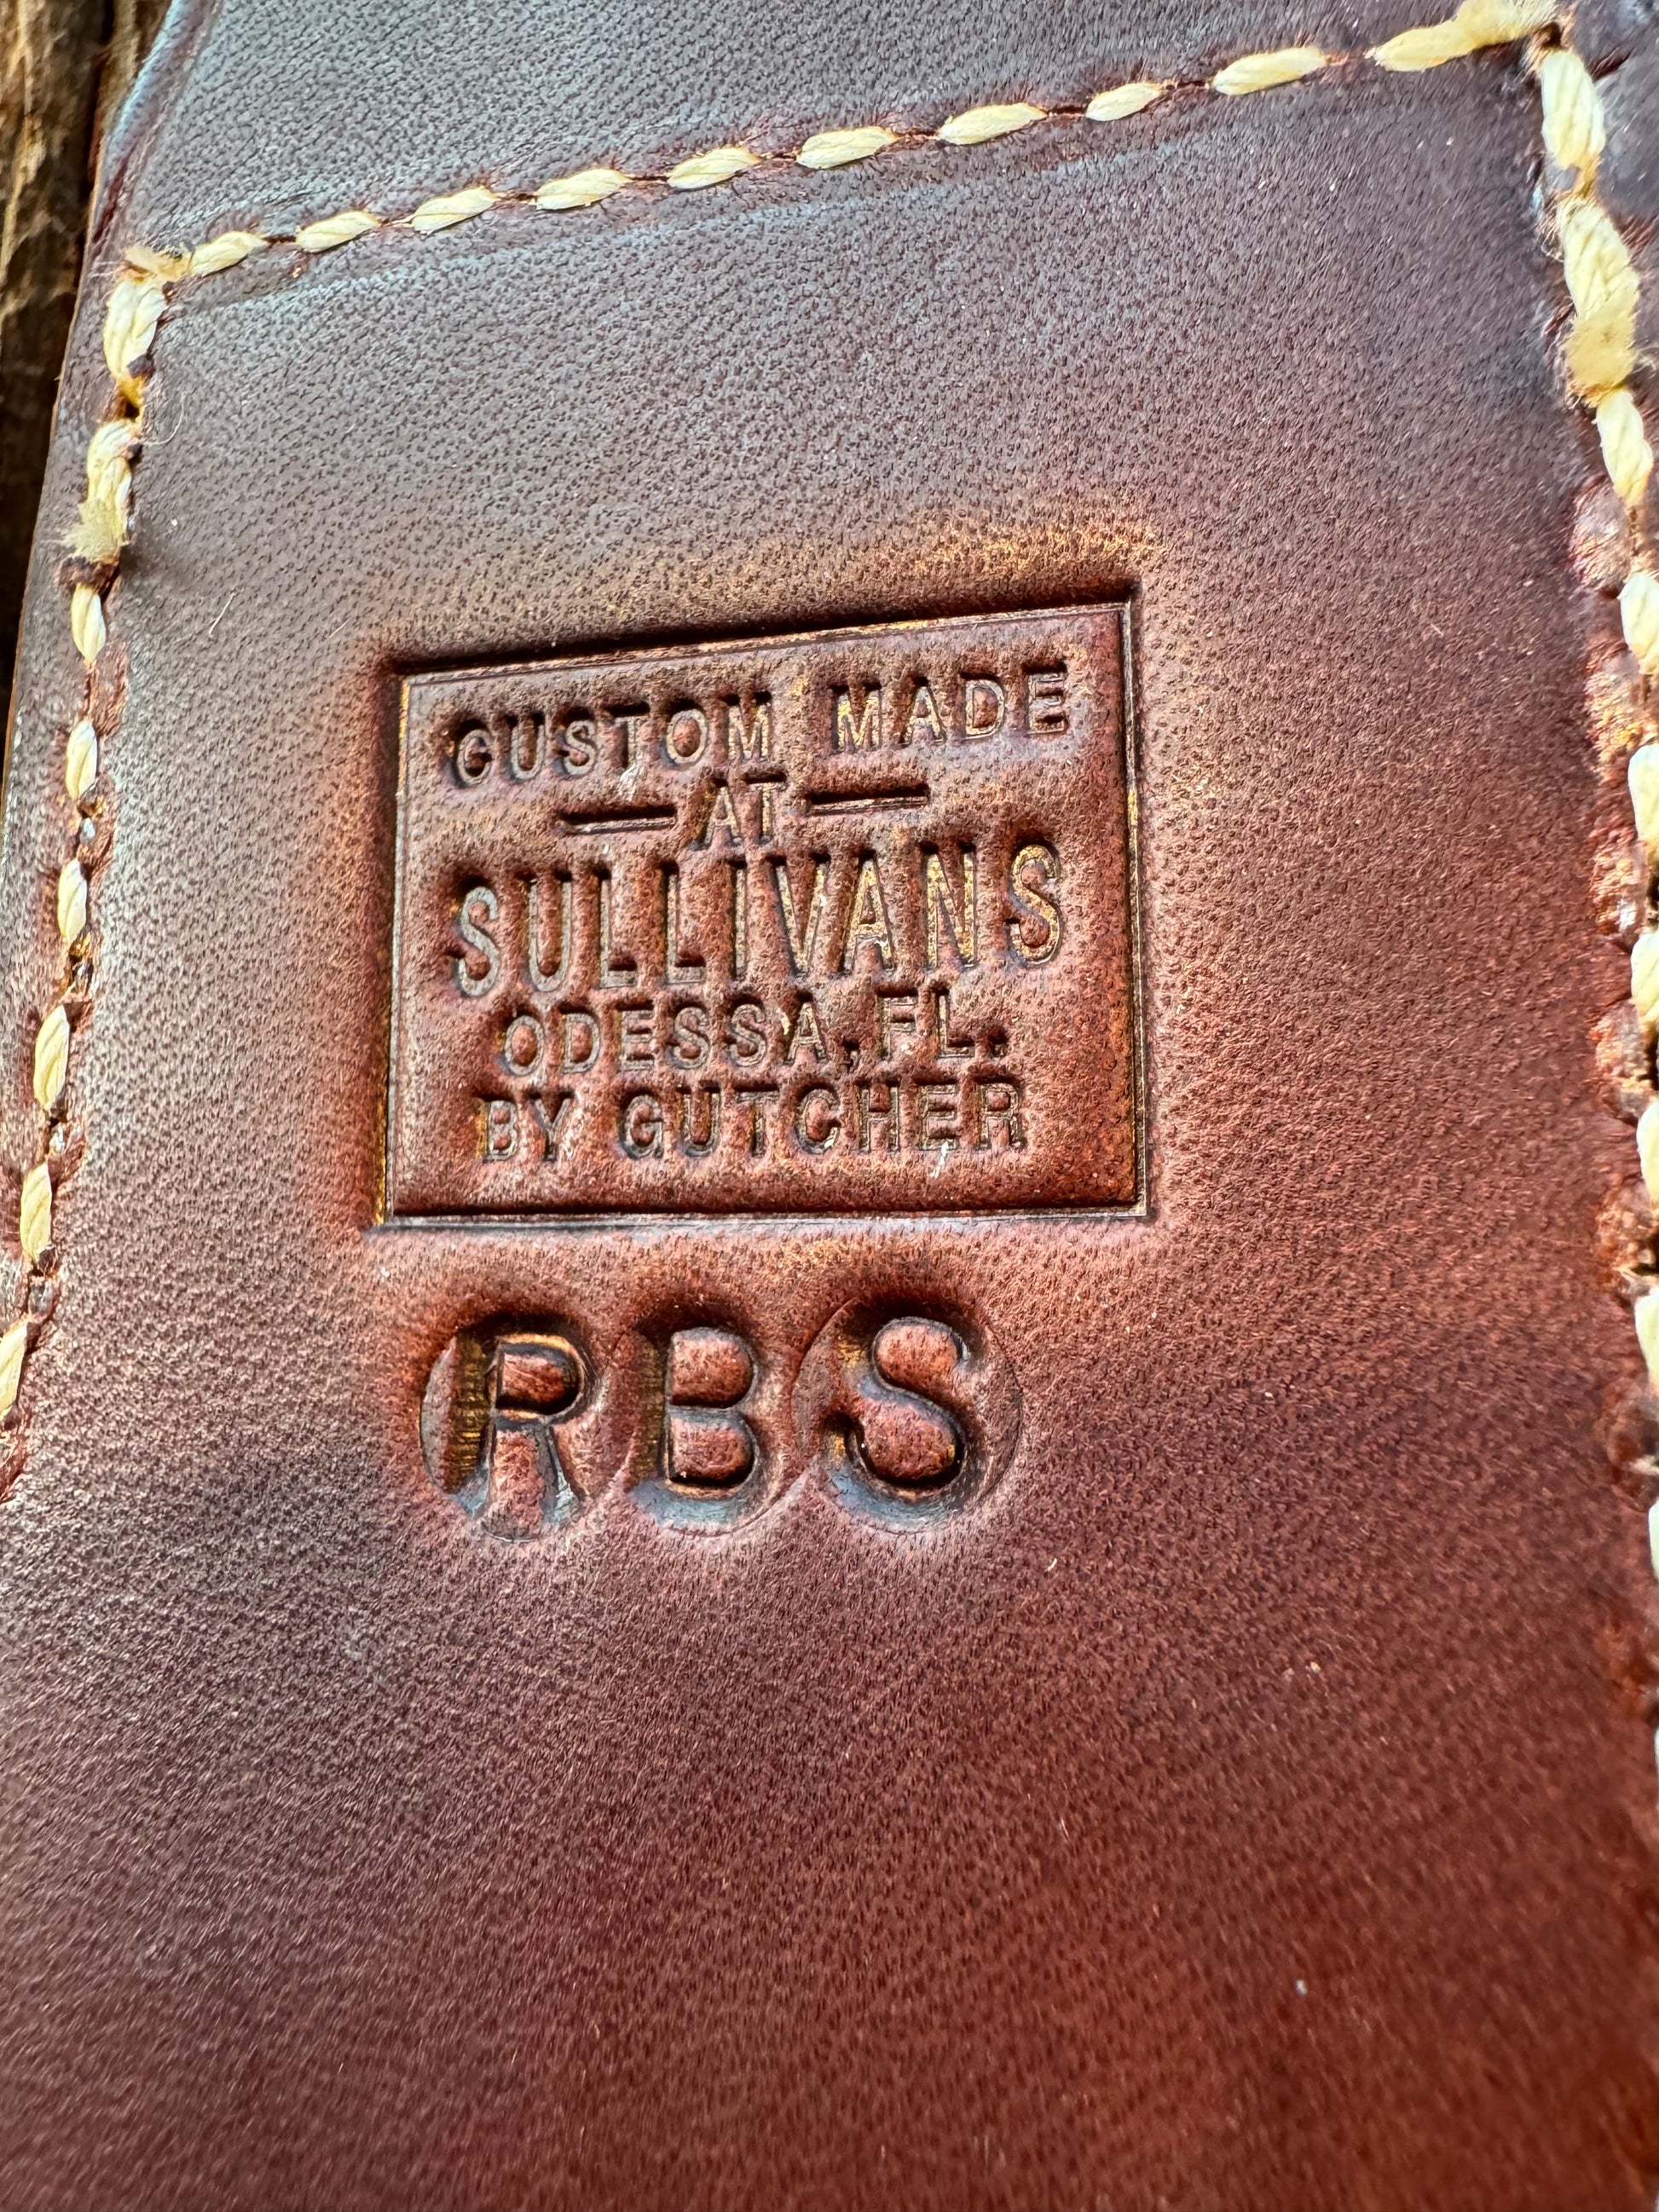 CUSTOM MADE
— AT —
SULLIVANS
ODESSA, FL.
BY GUTCHER
RBS